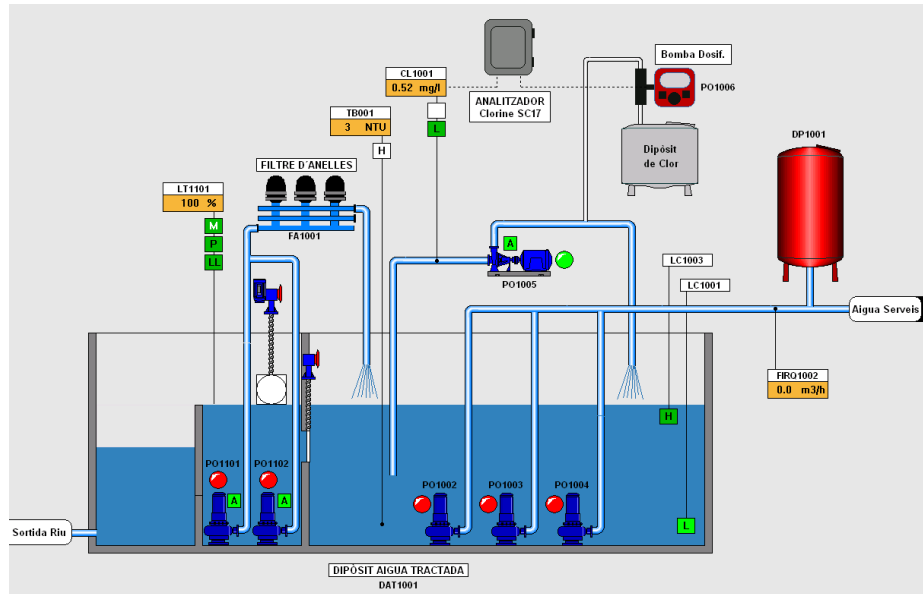 Bomba Dosif.
CL1001
0.52 mg/l
L
PO1006
ANALITZADOR
Clorine SC17
TB001
3 NTU
H
DP1001
Dipòsit
de Clor
FILTRE D´ANELLES
LT1101
100 %
M
P
LL
FA1001
A
PO1005
LC1003
LC1001
Aigua Serveis
FIRQ1002
0.0 m3/h
H
PO1101
PO1102
A
A
PO1002
PO1003
PO1004
L
Sortida Riu
DIPÒSIT AIGUA TRACTADA
DAT1001